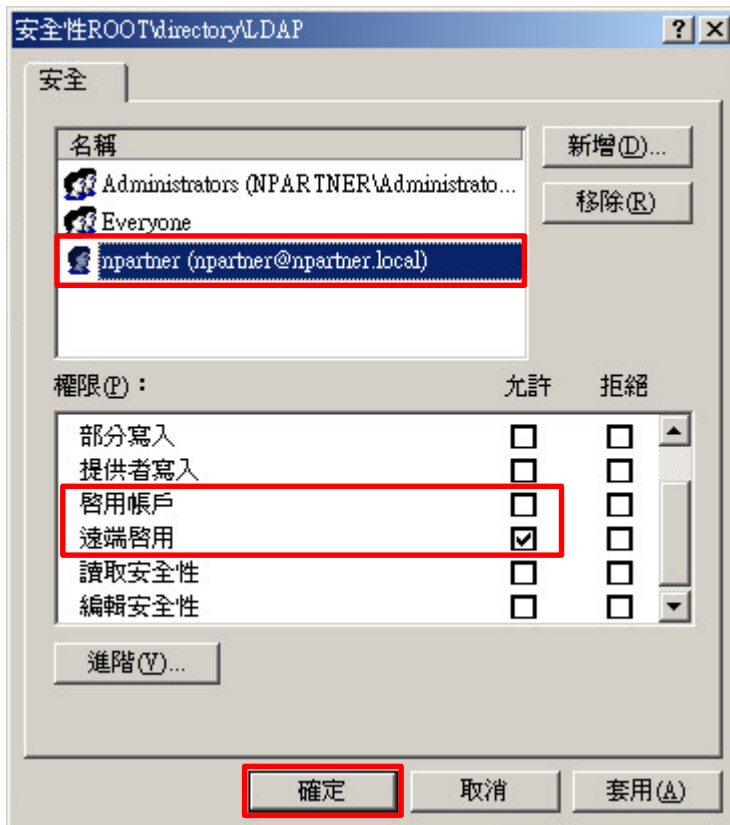 安全性ROOT\directory\LDAP
安全
名稱
新增(D)...
Administrators (NPARTNER\Administrato...
移除(R)
Everyone
npartner (npartner@npartner.local)
權限(P)： 允許 拒絕
部分寫入
提供者寫入
啓用帳戶
遠端啓用
讀取安全性
編輯安全性
進階(V)...
確定 取消 套用(A)